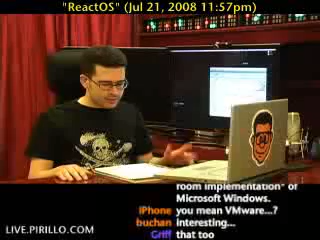 "ReactOS" (Jul 21, 2008 11:57pm)
room implementation" of
Microsoft Windows.
iPhone you mean VMware...?
buchan interesting...
LIVE.PIRILLO.COM
Griff that too